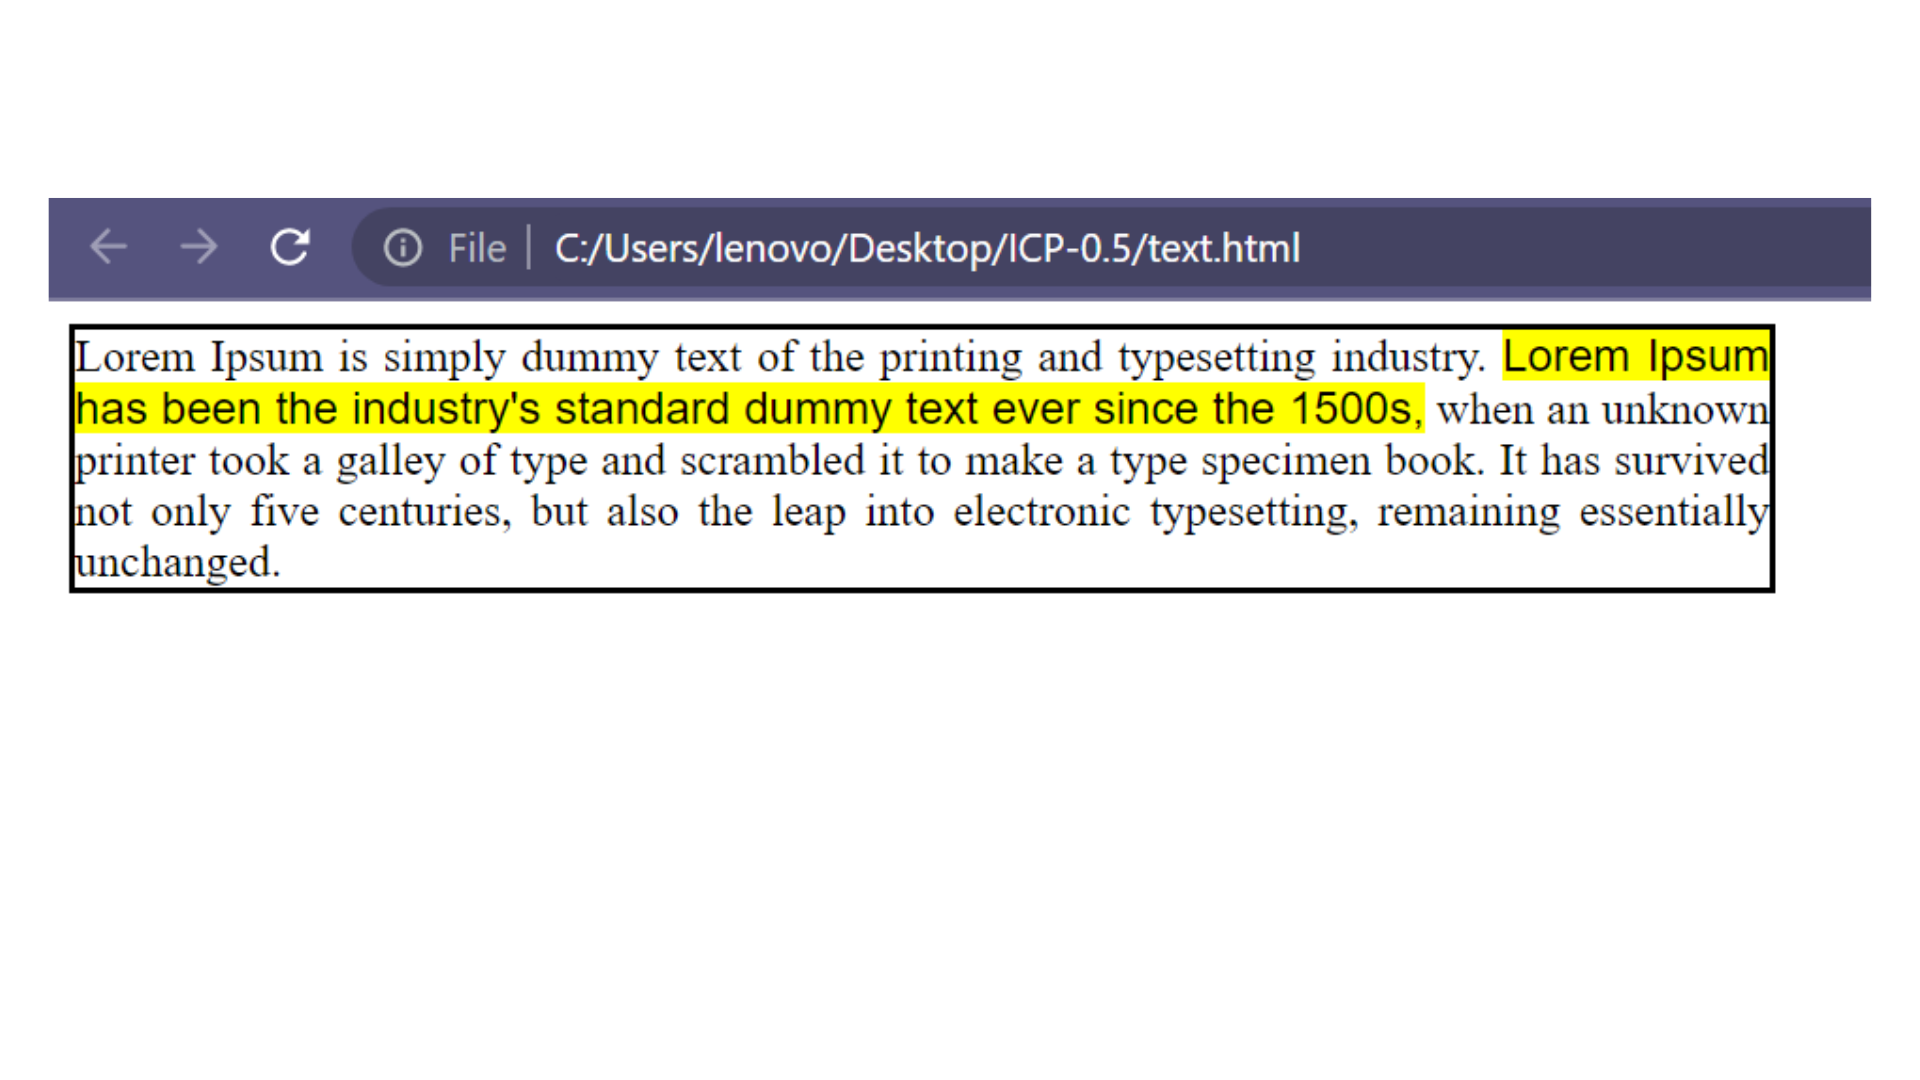 File | C:/Users/lenovo/Desktop/ICP-0.5/text.html
Lorem Ipsum is simply dummy text of the printing and typesetting industry. Lorem Ipsum
has been the industry's standard dummy text ever since the 1500s, when an unknown
printer took a galley of type and scrambled it to make a type specimen book. It has survived
not only five centuries, but also the leap into electronic typesetting, remaining essentially
unchanged.